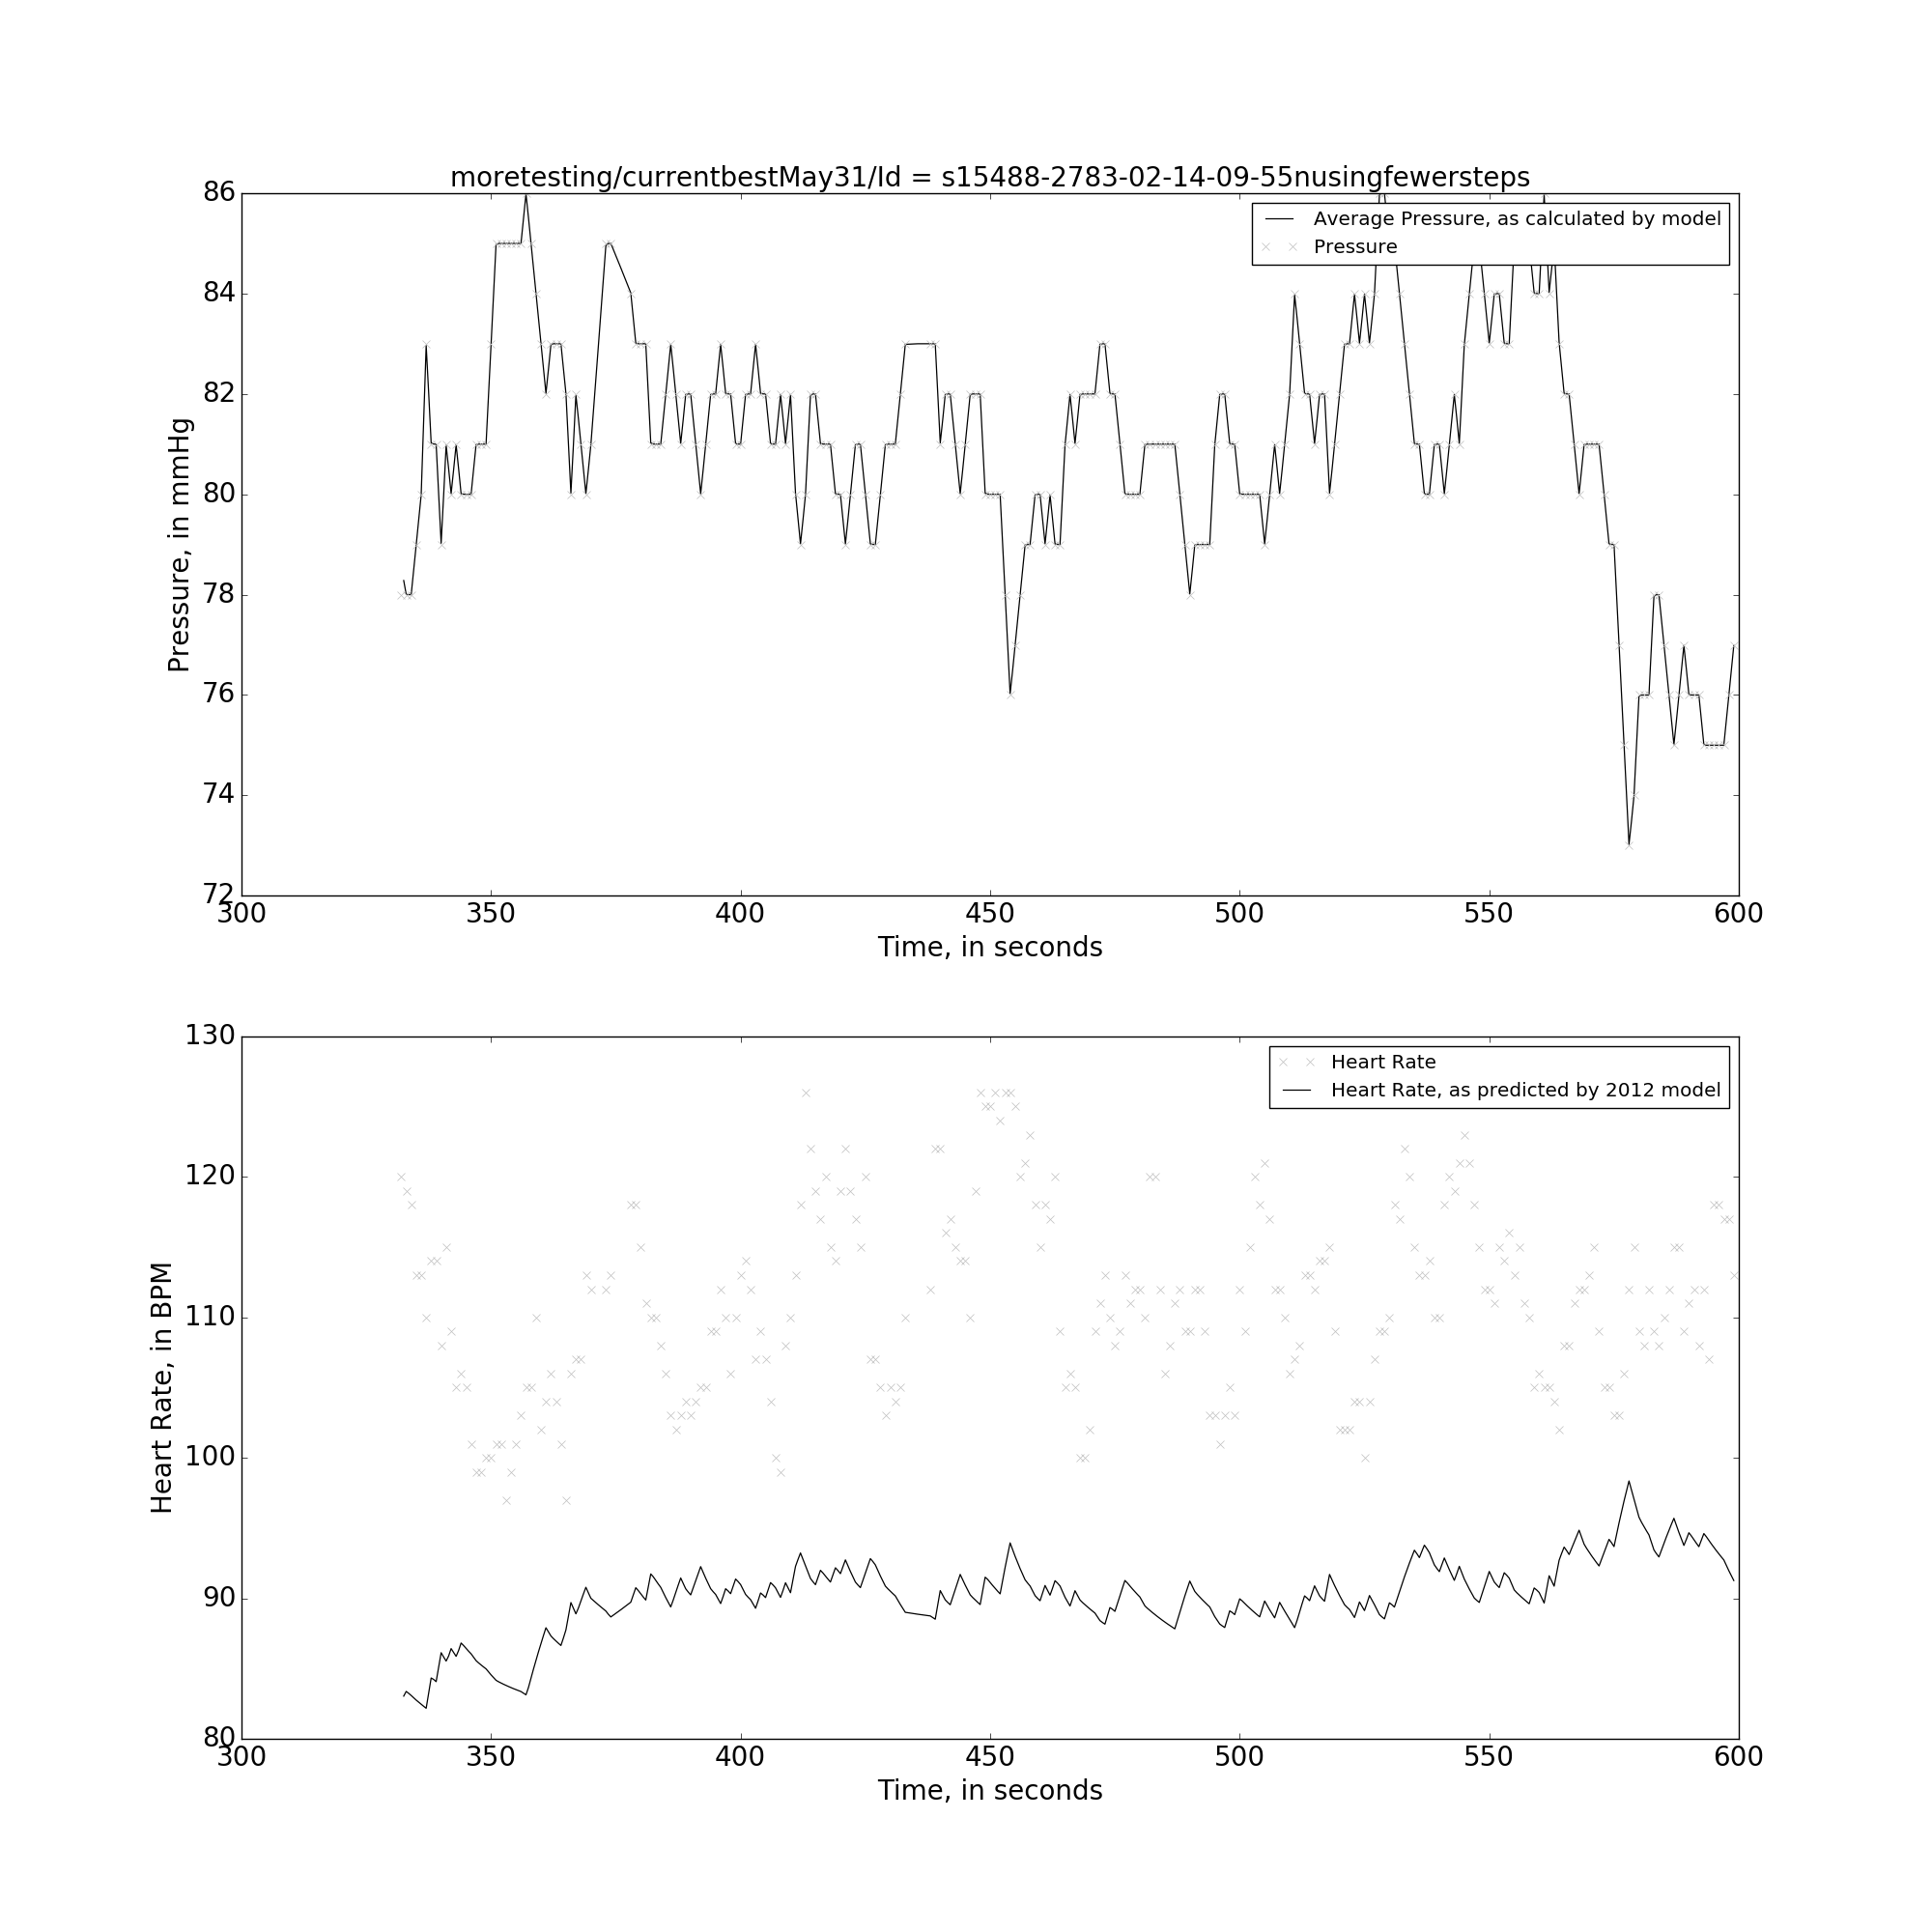 moretesting/currentbestMay31/Id = s15488-2783-02-14-09-55nusingfewersteps
86
84
82
80
78
76
74
72
Pressure, in mmHg
Average Pressure, as calculated by model
Pressure
300 350 400 450 500 550 600
Time, in seconds
130
120
110
100
90
80
Heart Rate, in BPM
Heart Rate
Heart Rate, as predicted by 2012 model
300 350 400 450 500 550 600
Time, in seconds